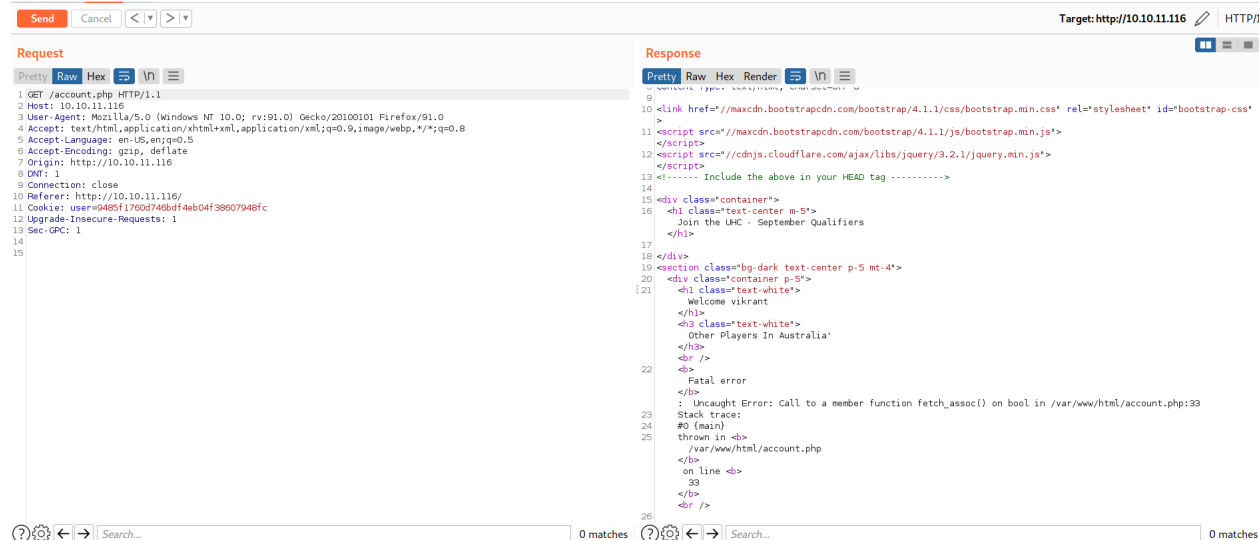 Send Cancel < > Target: http://10.10.11.116 HTTP/1
Request
Pretty Raw Hex \n
1 GET /account.php HTTP/1.1
2 Host: 10.10.11.116
3 User-Agent: Mozilla/5.0 (Windows NT 10.0; rv:91.0) Gecko/20100101 Firefox/91.0
4 Accept: text/html,application/xhtml+xml,application/xml;q=0.9,image/webp,*/*;q=0.8
5 Accept-Language: en-US,en;q=0.5
6 Accept-Encoding: gzip, deflate
7 Origin: http://10.10.11.116
8 DNT: 1
9 Connection: close
10 Referer: http://10.10.11.116/
11 Cookie: user=9485f1760d746bdf4eb04f38607948fc
12 Upgrade-Insecure-Requests: 1
13 Sec-GPC: 1
14
15
Search... 0 matches
Response
Pretty Raw Hex Render \n
9
10 <link href="//maxcdn.bootstrapcdn.com/bootstrap/4.1.1/css/bootstrap.min.css" rel="stylesheet" id="bootstrap-css"
>
11 <script src="//maxcdn.bootstrapcdn.com/bootstrap/4.1.1/js/bootstrap.min.js">
</script>
12 <script src="//cdnjs.cloudflare.com/ajax/libs/jquery/3.2.1/jquery.min.js">
</script>
13 <!------ Include the above in your HEAD tag ---------->
14
15 <div class="container">
16 <h1 class="text-center m-5">
Join the UHC - September Qualifiers
</h1>
17
18 </div>
19 <section class="bg-dark text-center p-5 mt-4">
20 <div class="container p-5">
21 <h1 class="text-white">
Welcome vikrant
</h1>
<h3 class="text-white">
Other Players In Australia'
</h3>
<br />
22 <b>
Fatal error
</b>
: Uncaught Error: Call to a member function fetch_assoc() on bool in /var/www/html/account.php:33
23 Stack trace:
24 #0 {main}
25 thrown in <b>
/var/www/html/account.php
</b>
on line <b>
33
</b>
<br />
26
Search... 0 matches